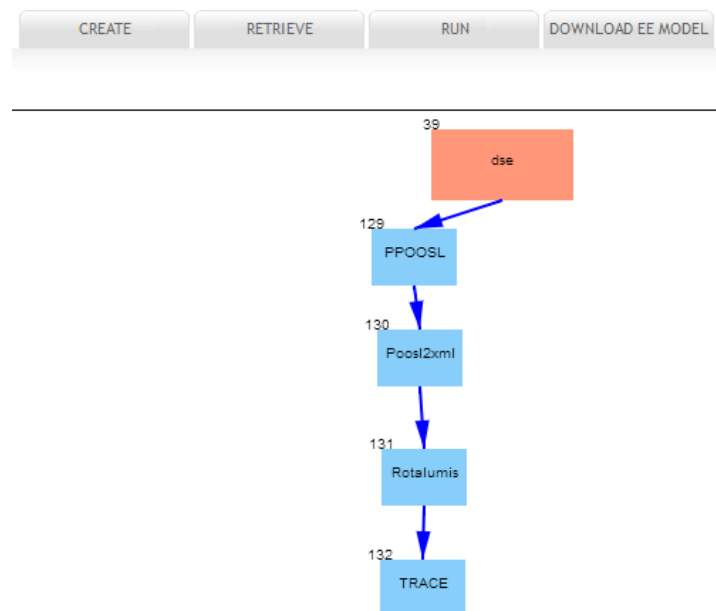 CREATE RETRIEVE RUN DOWNLOAD EE MODEL
39
dse
129
PPOOSL
130
Poosl2xml
131
Rotalumis
132
TRACE